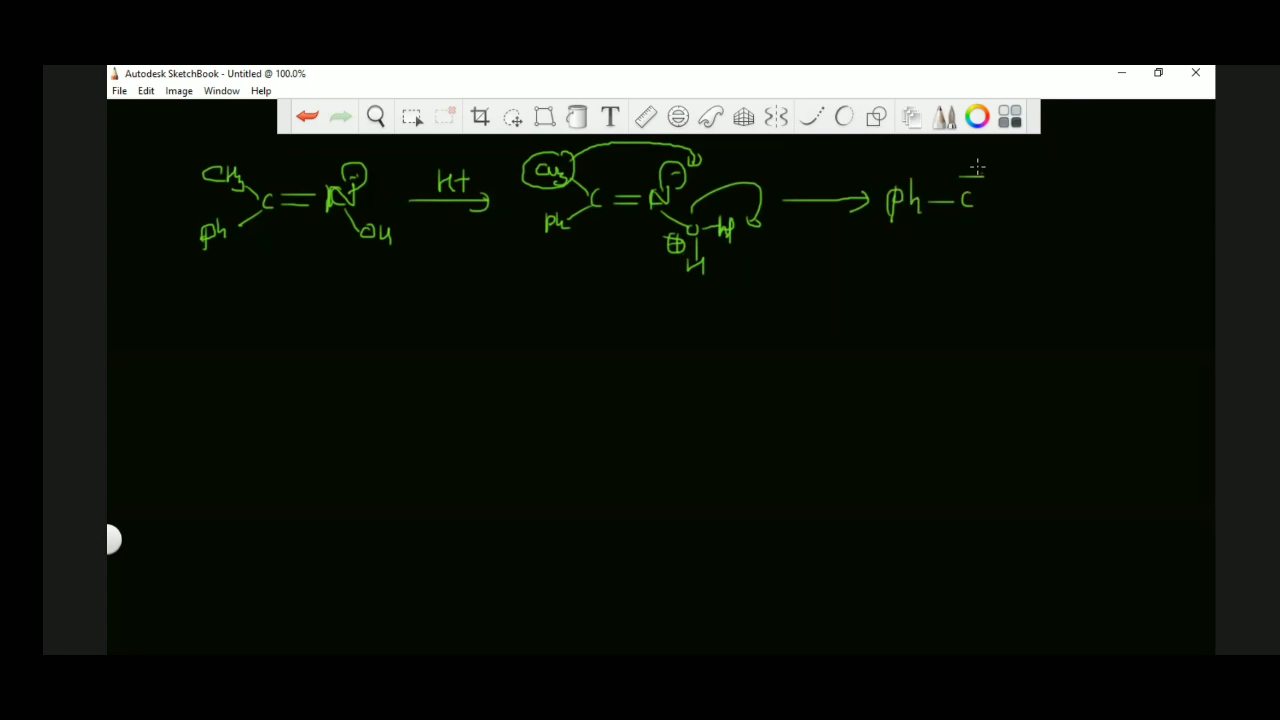 Autodesk SketchBook - Untitled @ 100.0%
File Edit Image Window Help
T
CH3 H+ CH3
C = N C = N Ph - C
Ph OH Ph O - H
⊕ H